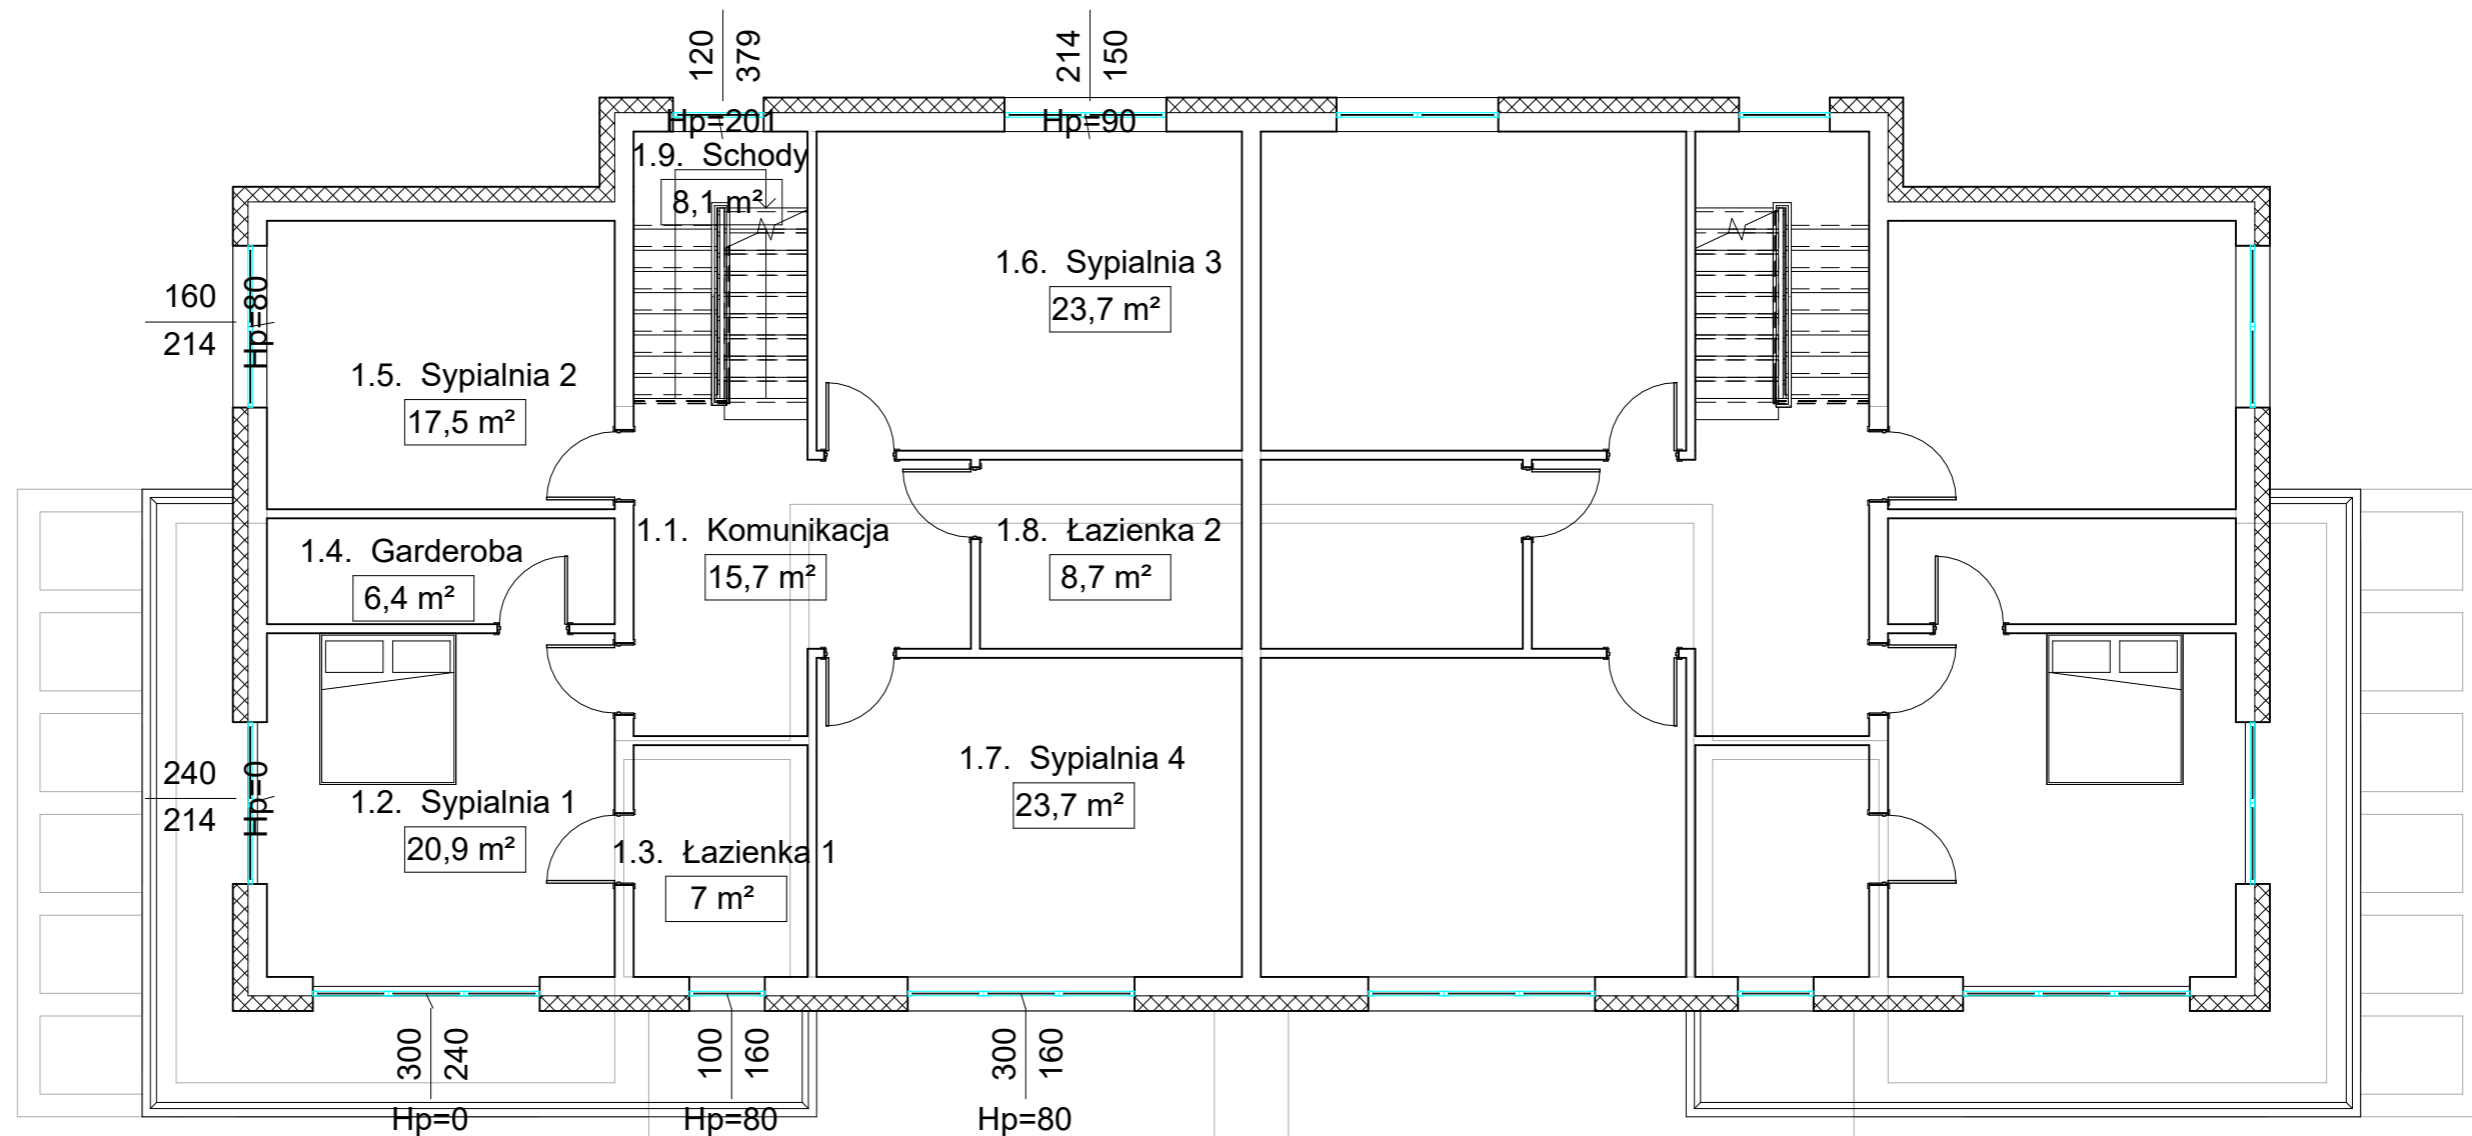 120
379
214
150
Hp=201
Hp=90
1.9. Schody
8,1 m²
1.6. Sypialnia 3
23,7 m²
160
214
Hp=80
1.5. Sypialnia 2
17,5 m²
1.4. Garderoba
6,4 m²
1.1. Komunikacja
15,7 m²
1.8. Łazienka 2
8,7 m²
240
214
Hp=0
1.2. Sypialnia 1
20,9 m²
1.3. Łazienka 1
7 m²
1.7. Sypialnia 4
23,7 m²
300
240
Hp=0
100
160
Hp=80
300
160
Hp=80